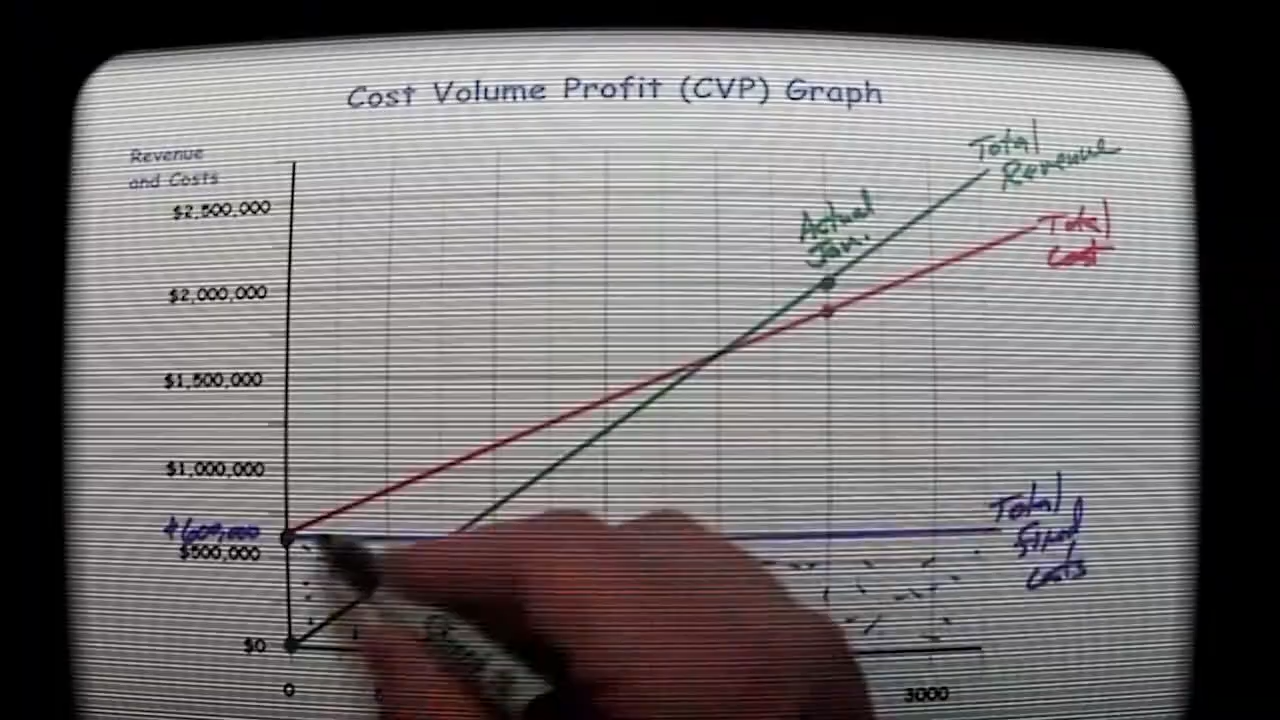 Cost Volume Profit (CVP) Graph
Revenue
and Costs
$2,500,000
$2,000,000
$1,500,000
$1,000,000
$600,000
$500,000
$0
0
3000
Actual
Jan.
Total
Revenue
Total
Cost
Total
Fixed
Costs